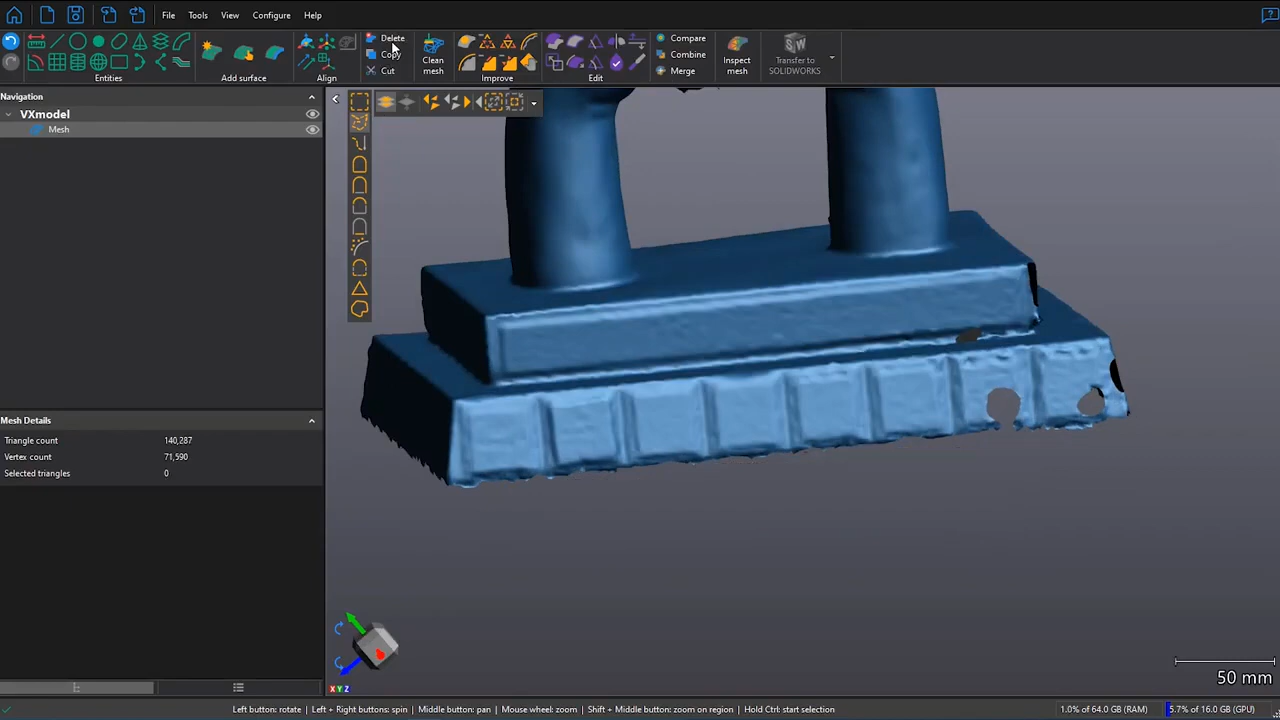 File Tools View Configure Help
Entities
Add surface
Align
Delete
Copy
Cut
Clean mesh
Improve
Edit
Compare
Combine
Merge
Inspect mesh
Transfer to SOLIDWORKS
Navigation
VXmodel
Mesh
Mesh Details
Triangle count 140,287
Vertex count 71,590
Selected triangles 0
50 mm
X Y Z
Left button: rotate | Left + Right buttons: spin | Middle button: pan | Mouse wheel: zoom | Shift + Middle button: zoom on region | Hold Ctrl: start selection 1.0% of 64.0 GB (RAM) 5.7% of 16.0 GB (GPU)